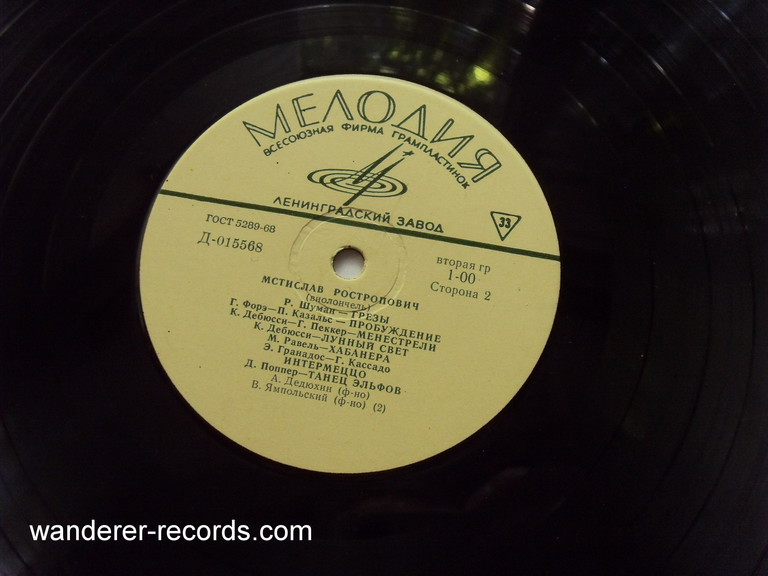 МЕЛОДИЯ
ВСЕСОЮЗНАЯ ФИРМА ГРАМПЛАСТИНОК
ЛЕНИНГРАДСКИЙ ЗАВОД
33
ГОСТ 5289-68
Д-015568
вторая гр
1-00
Сторона 2
МСТИСЛАВ РОСТРОПОВИЧ
(виолончель)
Р. Шуман—ГРЕЗЫ
Г. Форэ—П. Казальс—ПРОБУЖДЕНИЕ
К. Дебюсси—Г. Пеккер—МЕНЕСТРЕЛИ
К. Дебюсси—ЛУННЫЙ СВЕТ
М. Равель—ХАБАНЕРА
Э. Гранадос—Г. Кассадо
ИНТЕРМЕЦЦО
Д. Поппер—ТАНЕЦ ЭЛЬФОВ
А. Дедюхин (ф-но)
В. Ямпольский (ф-но) (2)
wanderer-records.com